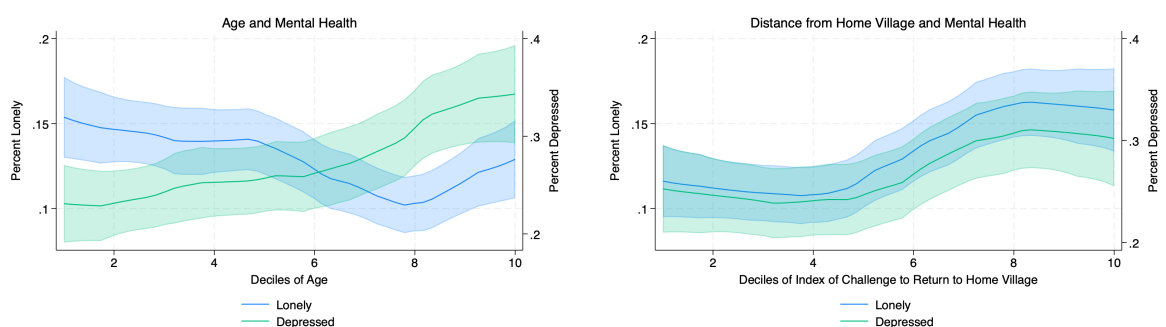 Age and Mental Health
.2
.15
.1
Percent Lonely
.4
.3
.2
Percent Depressed
2 4 6 8 10
Deciles of Age
Lonely
Depressed
Distance from Home Village and Mental Health
.2
.15
.1
Percent Lonely
.4
.3
.2
Percent Depressed
2 4 6 8 10
Deciles of Index of Challenge to Return to Home Village
Lonely
Depressed